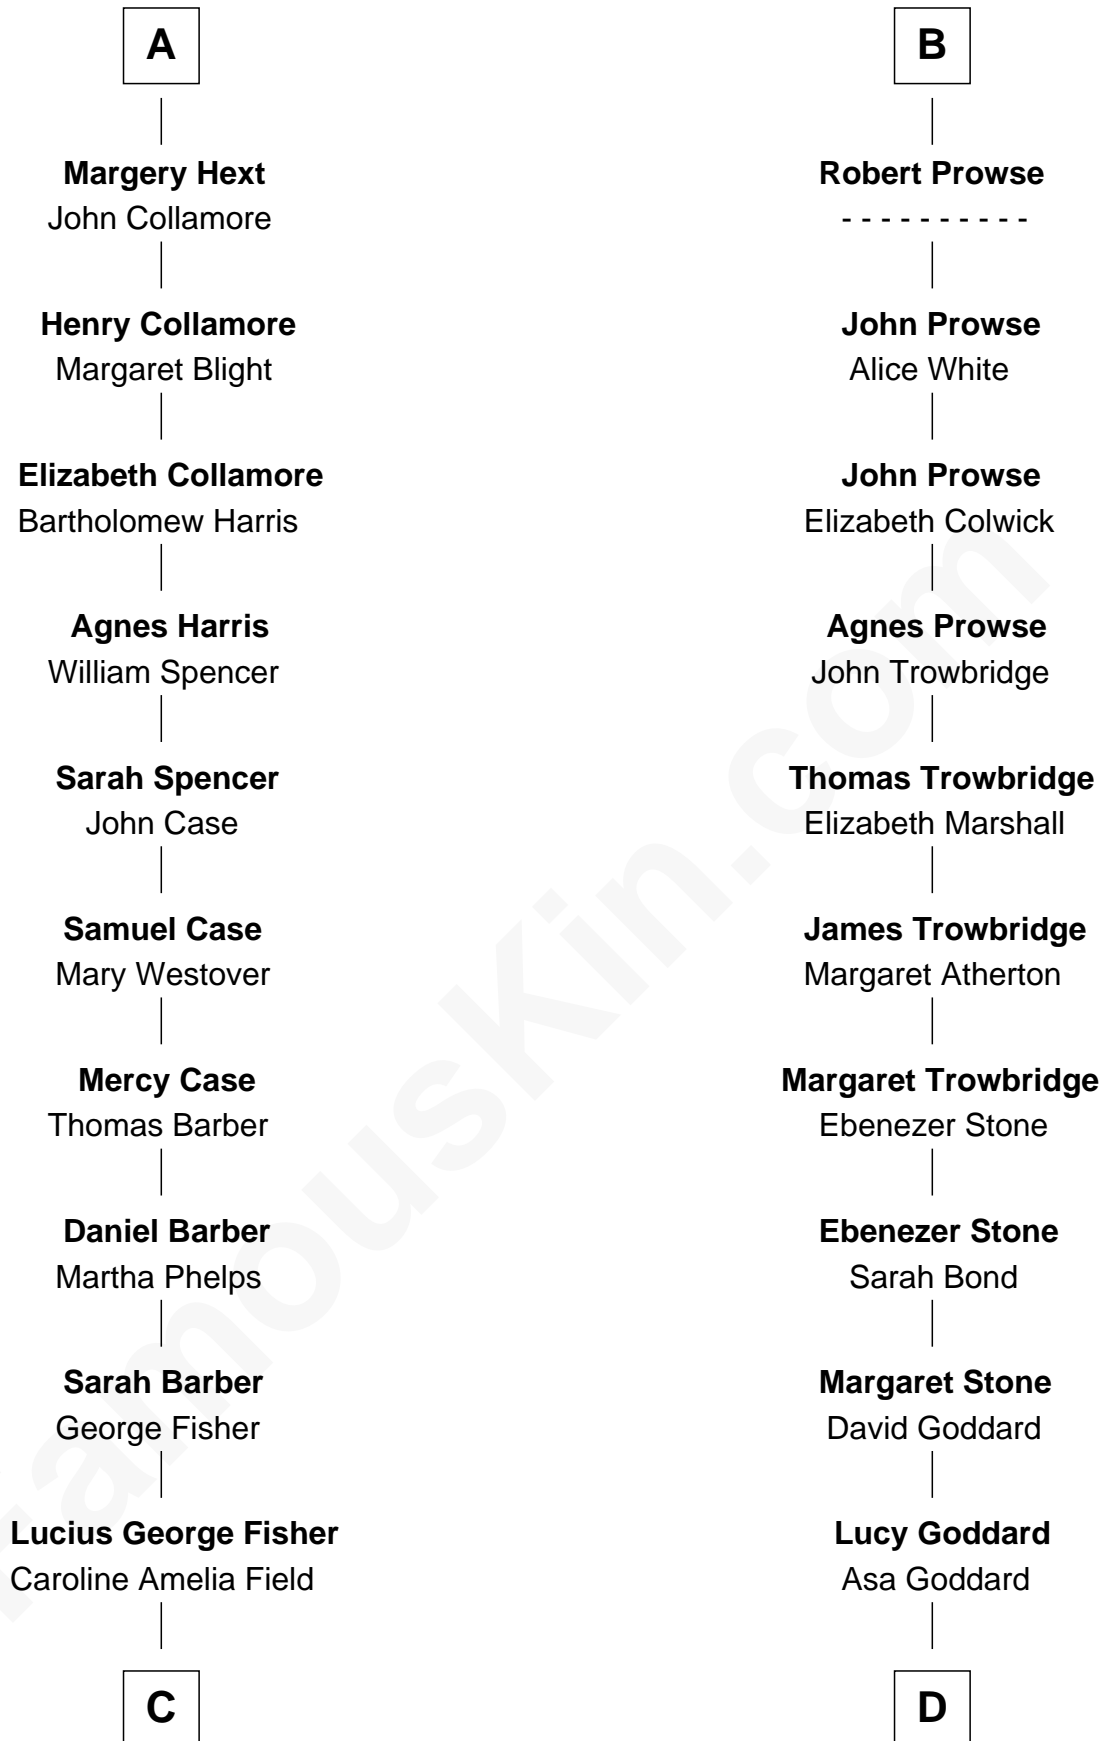 A
Margery Hext
John Collamore
Henry Collamore
Margaret Blight
Elizabeth Collamore
Bartholomew Harris
Agnes Harris
William Spencer
Sarah Spencer
John Case
Samuel Case
Mary Westover
Mercy Case
Thomas Barber
Daniel Barber
Martha Phelps
Sarah Barber
George Fisher
Lucius George Fisher
Caroline Amelia Field
C
B
Robert Prowse
- - - - - - - - - -
John Prowse
Alice White
John Prowse
Elizabeth Colwick
Agnes Prowse
John Trowbridge
Thomas Trowbridge
Elizabeth Marshall
James Trowbridge
Margaret Atherton
Margaret Trowbridge
Ebenezer Stone
Ebenezer Stone
Sarah Bond
Margaret Stone
David Goddard
Lucy Goddard
Asa Goddard
D
FamousKin.com